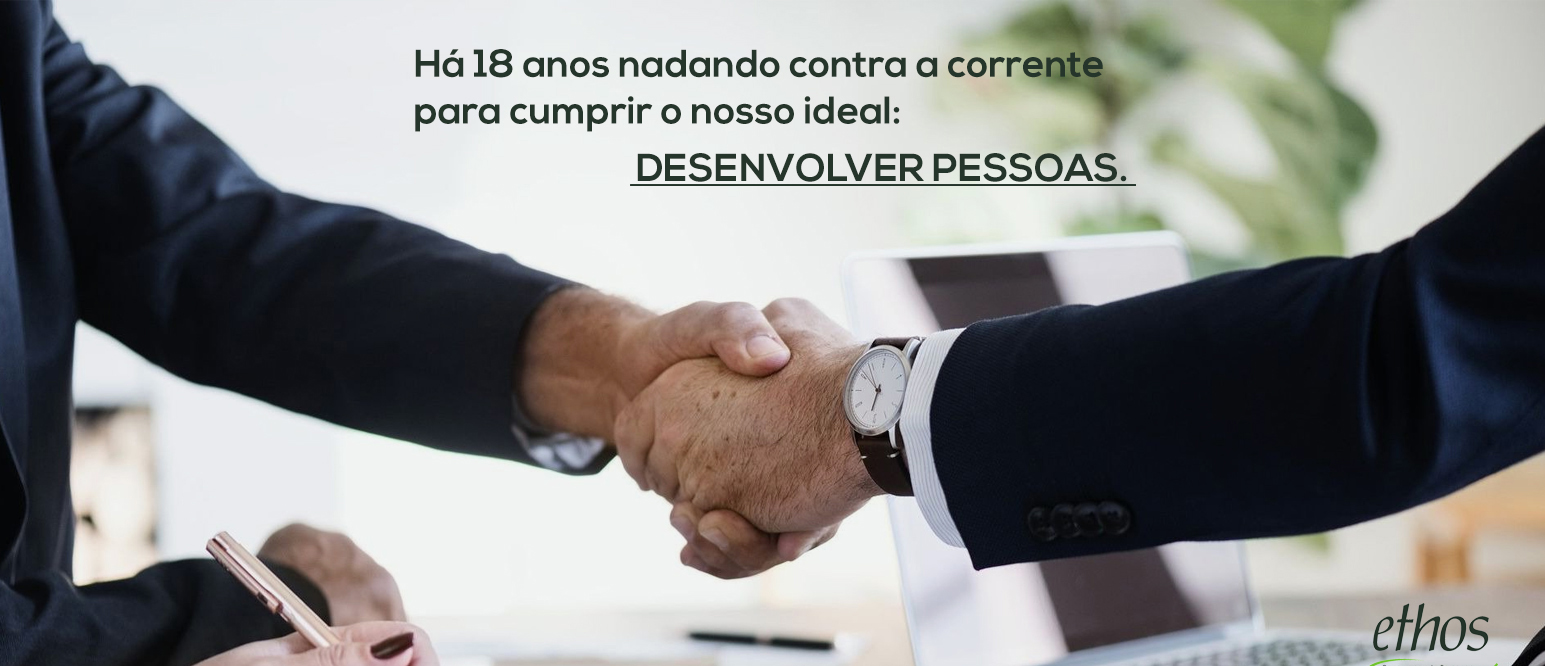 Há 18 anos nadando contra a corrente
para cumprir o nosso ideal:
DESENVOLVER PESSOAS.
ethos